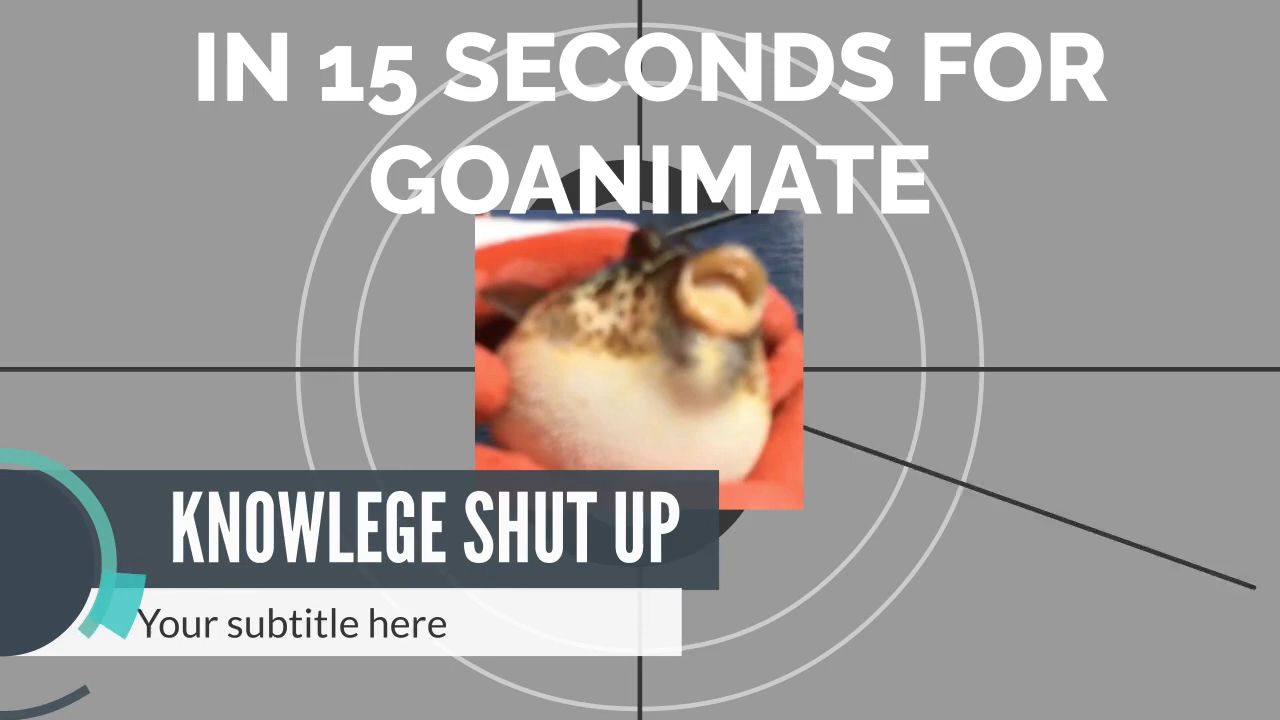 IN 15 SECONDS FOR
GOANIMATE
KNOWLEGE SHUT UP
Your subtitle here